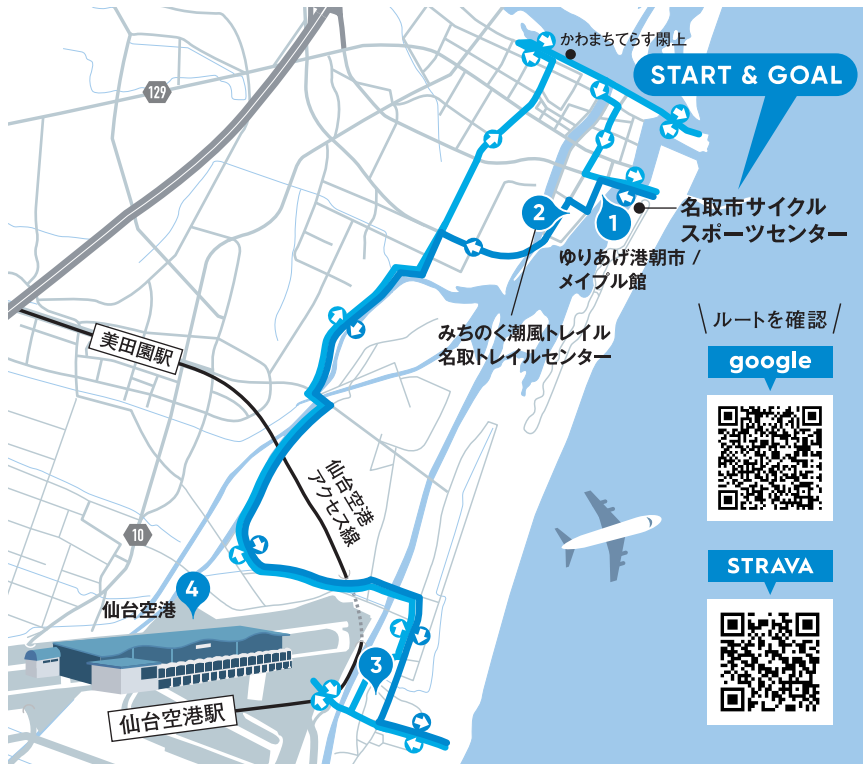 かわまちてらす閖上
START & GOAL
129
2
1
名取市サイクル
スポーツセンター
ゆりあげ港朝市 /
メイプル館
みちのく潮風トレイル
名取トレイルセンター
\ ルートを確認 /
google
美田園駅
仙台空港
アクセス線
10
STRAVA
4
仙台空港
3
仙台空港駅